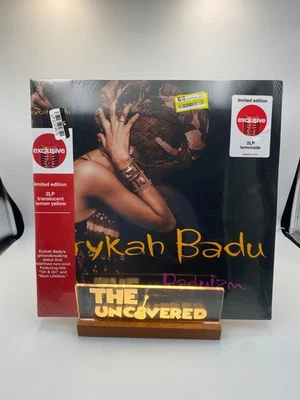 exclusive
limited edition
2LP
translucent
lemon yellow
Erykah Badu's
groundbreaking
debut that
redefined neo-soul.
Featuring hits
"On & On" and
"Next Lifetime."
limited edition
exclusive
2LP
lemonade
rykah Badu
Baduizm
THE
UNCOVERED